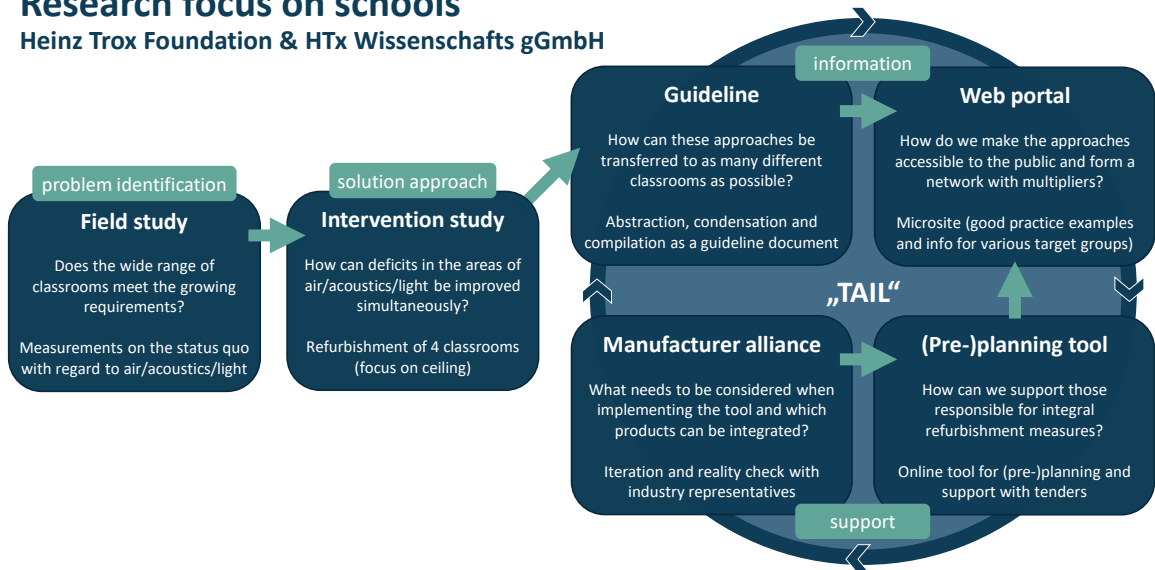 Research focus on schools
Heinz Trox Foundation & HTx Wissenschafts gGmbH
problem identification
Field study
Does the wide range of
classrooms meet the growing
requirements?
Measurements on the status quo
with regard to air/acoustics/light
solution approach
Intervention study
How can deficits in the areas of
air/acoustics/light be improved
simultaneously?
Refurbishment of 4 classrooms
(focus on ceiling)
information
Guideline
How can these approaches be
transferred to as many different
classrooms as possible?
Abstraction, condensation and
compilation as a guideline document
Web portal
How do we make the approaches
accessible to the public and form a
network with multipliers?
Microsite (good practice examples
and info for various target groups)
„TAIL“
Manufacturer alliance
What needs to be considered when
implementing the tool and which
products can be integrated?
Iteration and reality check with
industry representatives
(Pre-)planning tool
How can we support those
responsible for integral
refurbishment measures?
Online tool for (pre-)planning and
support with tenders
support